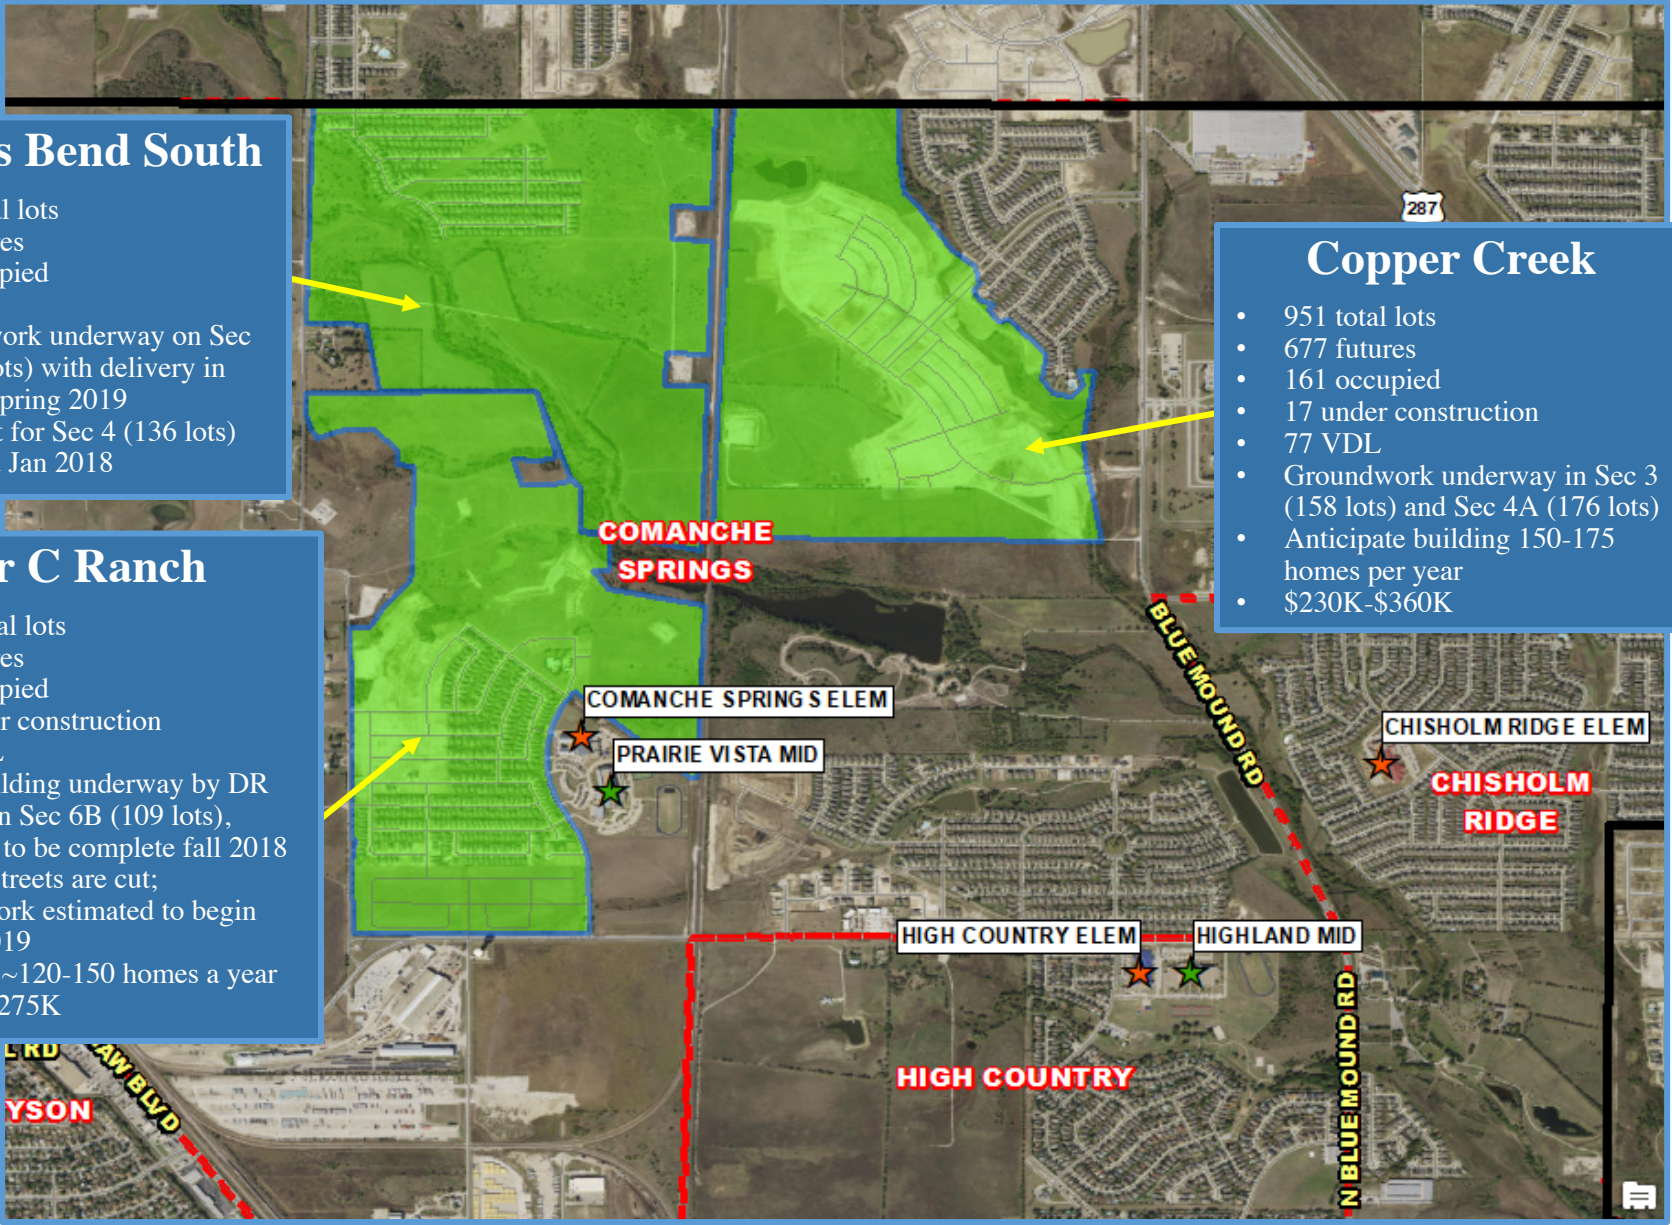 s Bend South
al lots
es
pied
ork underway on Sec
ots) with delivery in
pring 2019
t for Sec 4 (136 lots)
Jan 2018
r C Ranch
al lots
es
pied
r construction
lding underway by DR
n Sec 6B (109 lots),
to be complete fall 2018
treets are cut;
ork estimated to begin
19
~120-150 homes a year
275K
287
Copper Creek
• 951 total lots
• 677 futures
• 161 occupied
• 17 under construction
• 77 VDL
• Groundwork underway in Sec 3
(158 lots) and Sec 4A (176 lots)
• Anticipate building 150-175
homes per year
• $230K-$360K
COMANCHE
SPRINGS
COMANCHE SPRINGS ELEM
PRAIRIE VISTA MID
BLUE MOUND RD
CHISHOLM RIDGE ELEM
CHISHOLM
RIDGE
HIGH COUNTRY ELEM
HIGHLAND MID
HIGH COUNTRY
N BLUE MOUND RD
L RD
AW BLVD
YSON